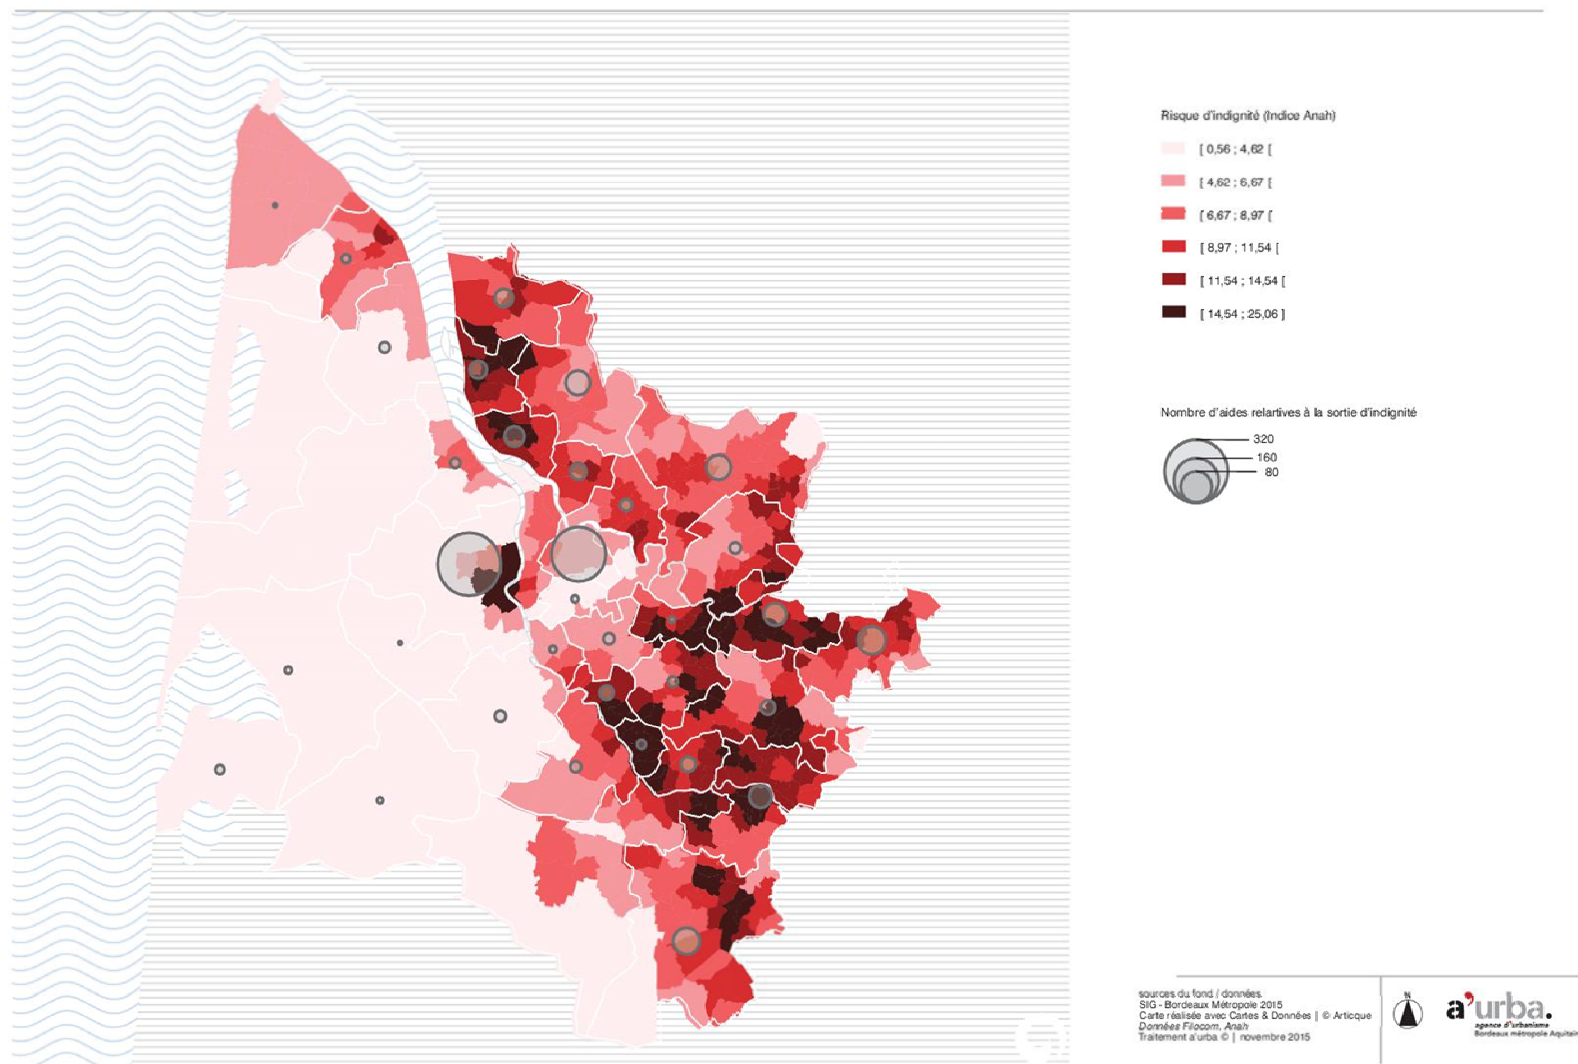 Risque d'indignité (Indice Anah)
[ 0,56 ; 4,62 [
[ 4,62 ; 6,67 [
[ 6,67 ; 8,97 [
[ 8,97 ; 11,54 [
[ 11,54 ; 14,54 [
[ 14,54 ; 25,06 ]
Nombre d'aides relartives à la sortie d'indignité
320
160
80
sources du fond / données
SIG - Bordeaux Métropole 2015
Carte réalisée avec Cartes & Données | © Articque
Données Filocom, Anah
Traitement a'urba © | novembre 2015
N
a'urba.
agence d'urbanisme
Bordeaux métropole Aquitain